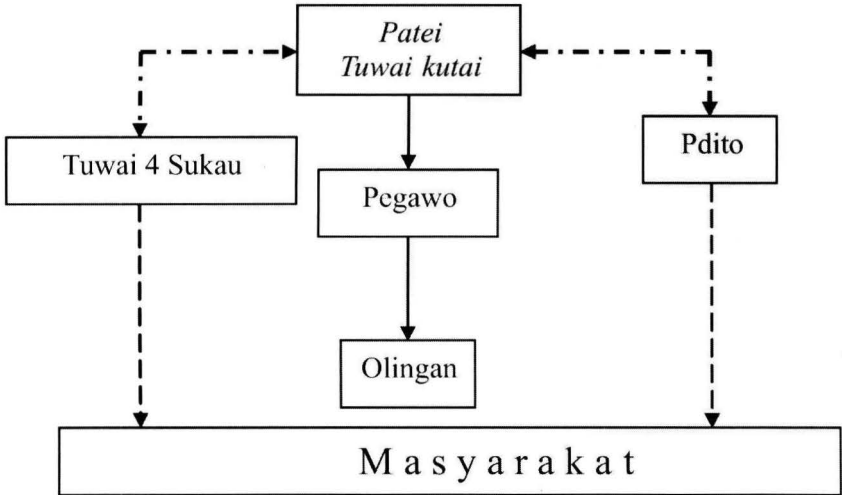 Patei
Tuwai kutai
Tuwai 4 Sukau
Pdito
Pegawo
Olingan
Masyarakat